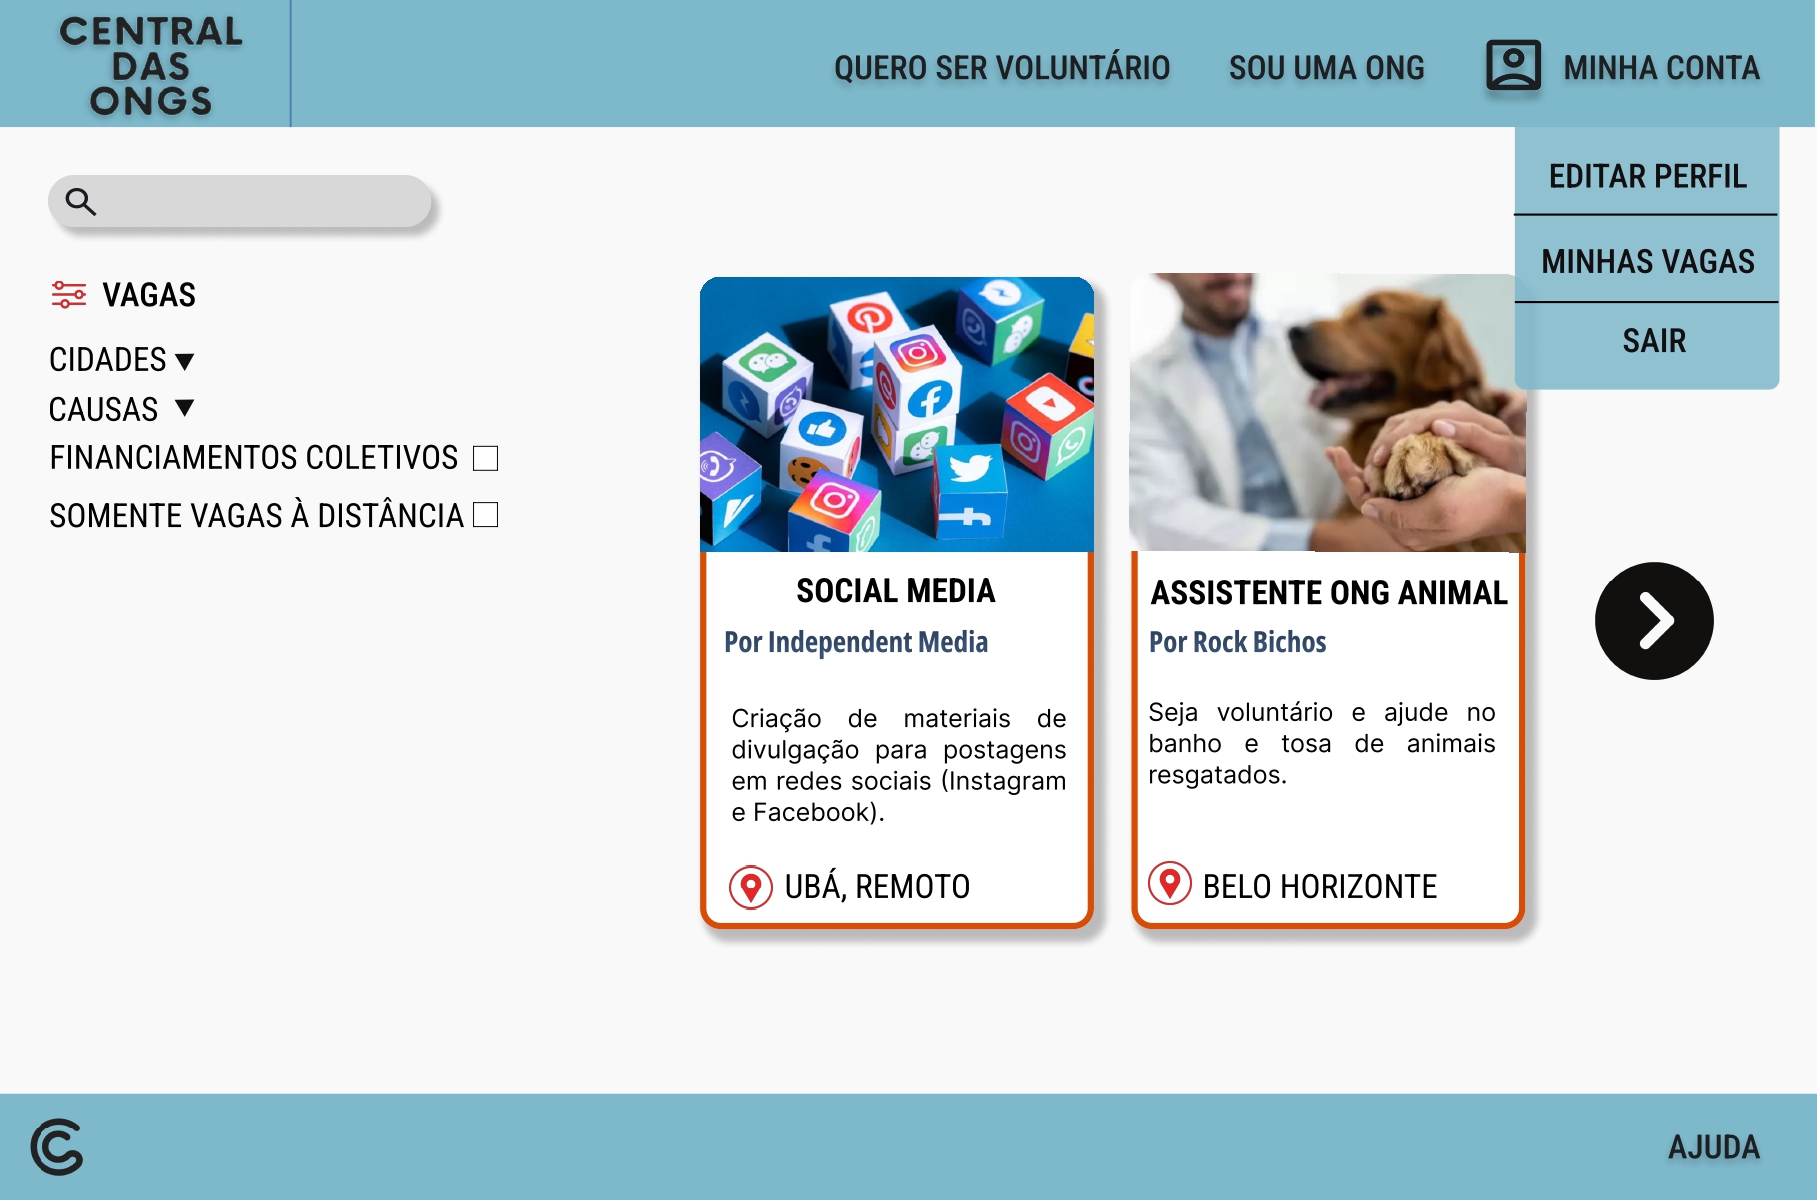 CENTRAL
DAS
ONGS
QUERO SER VOLUNTÁRIO
SOU UMA ONG
MINHA CONTA
EDITAR PERFIL
MINHAS VAGAS
SAIR
VAGAS
CIDADES
CAUSAS
FINANCIAMENTOS COLETIVOS
SOMENTE VAGAS À DISTÂNCIA
SOCIAL MEDIA
Por Independent Media
Criação de materiais de
divulgação para postagens
em redes sociais (Instagram
e Facebook).
UBÁ, REMOTO
ASSISTENTE ONG ANIMAL
Por Rock Bichos
Seja voluntário e ajude no
banho e tosa de animais
resgatados.
BELO HORIZONTE
AJUDA